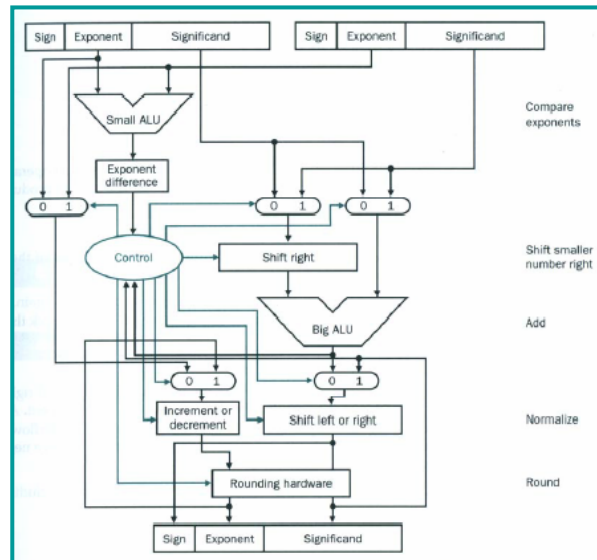 Sign Exponent Significand Sign Exponent Significand
Small ALU
Compare
exponents
Exponent
difference
0 1 0 1 0 1
Control
Shift right
Shift smaller
number right
Big ALU
Add
0 1 0 1
Increment or
decrement
Shift left or right
Normalize
Rounding hardware
Round
Sign Exponent Significand